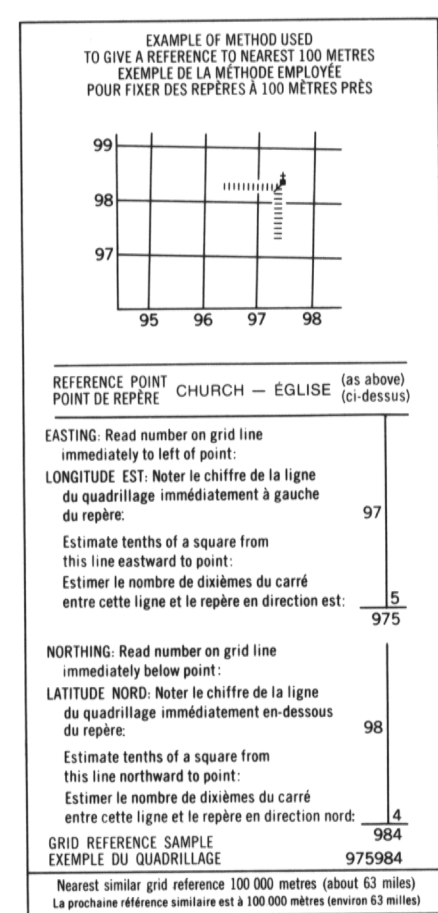 EXAMPLE OF METHOD USED
TO GIVE A REFERENCE TO NEAREST 100 METRES
EXEMPLE DE LA MÉTHODE EMPLOYÉE
POUR FIXER DES REPÈRES À 100 MÈTRES PRÈS
99
98
97
95 96 97 98
REFERENCE POINT
POINT DE REPÈRE CHURCH — ÉGLISE (as above)
(ci-dessus)
EASTING: Read number on grid line
immediately to left of point:
LONGITUDE EST: Noter le chiffre de la ligne
du quadrillage immédiatement à gauche
du repère: 97
Estimate tenths of a square from
this line eastward to point:
Estimer le nombre de dixièmes du carré
entre cette ligne et le repère en direction est: 5
975
NORTHING: Read number on grid line
immediately below point:
LATITUDE NORD: Noter le chiffre de la ligne
du quadrillage immédiatement en-dessous
du repère: 98
Estimate tenths of a square from
this line northward to point:
Estimer le nombre de dixièmes du carré
entre cette ligne et le repère en direction nord: 4
984
GRID REFERENCE SAMPLE
EXEMPLE DU QUADRILLAGE 975984
Nearest similar grid reference 100 000 metres (about 63 miles)
La prochaine référence similaire est à 100 000 mètres (environ 63 milles)